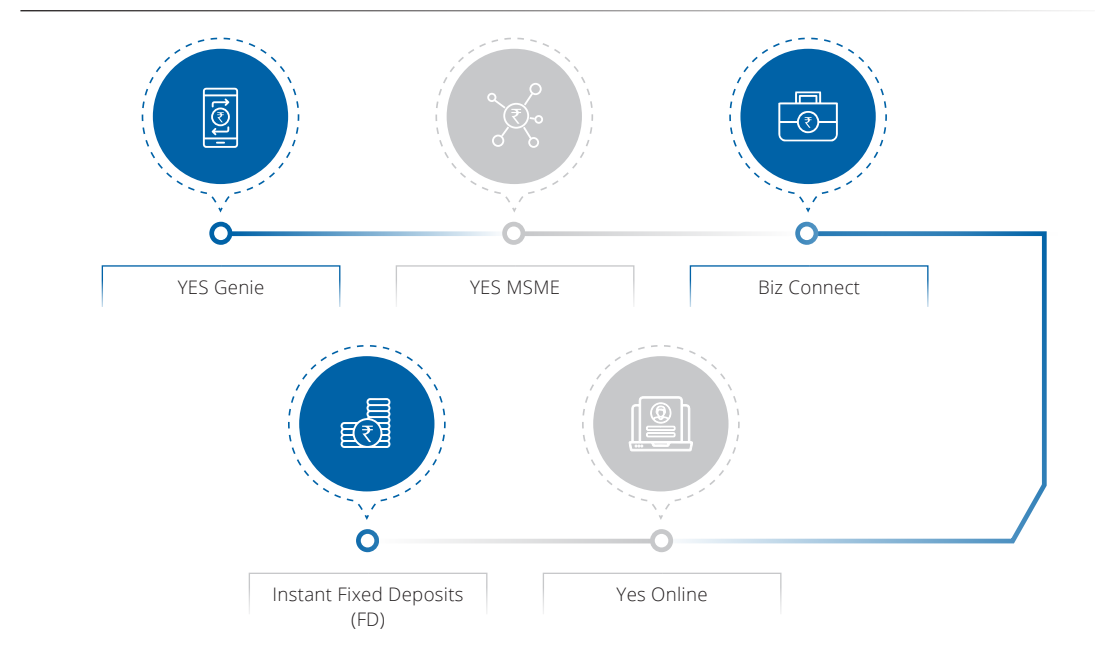 YES Genie
YES MSME
Biz Connect
Instant Fixed Deposits
(FD)
Yes Online